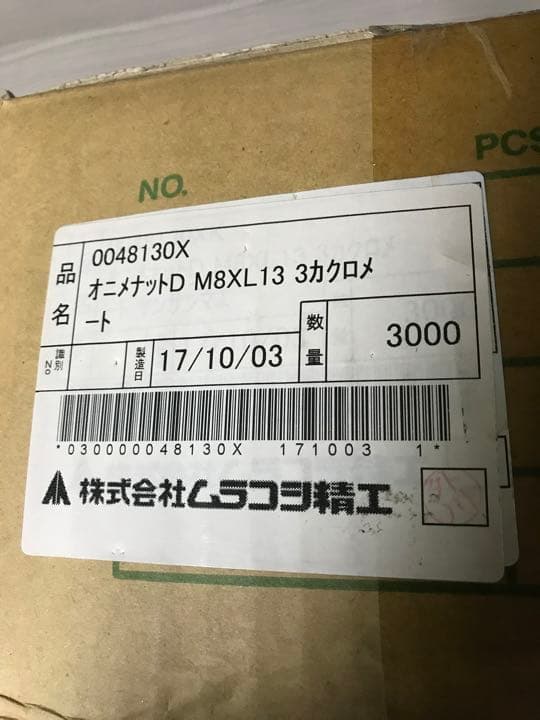 NO.
PCS
品名
0048130X
オニメナットD M8XL13 3カクロメ
ート
識別No
製造日
17/10/03
数量
3000
*030000048130X 171003 1*
株式会社ムラコシ精工